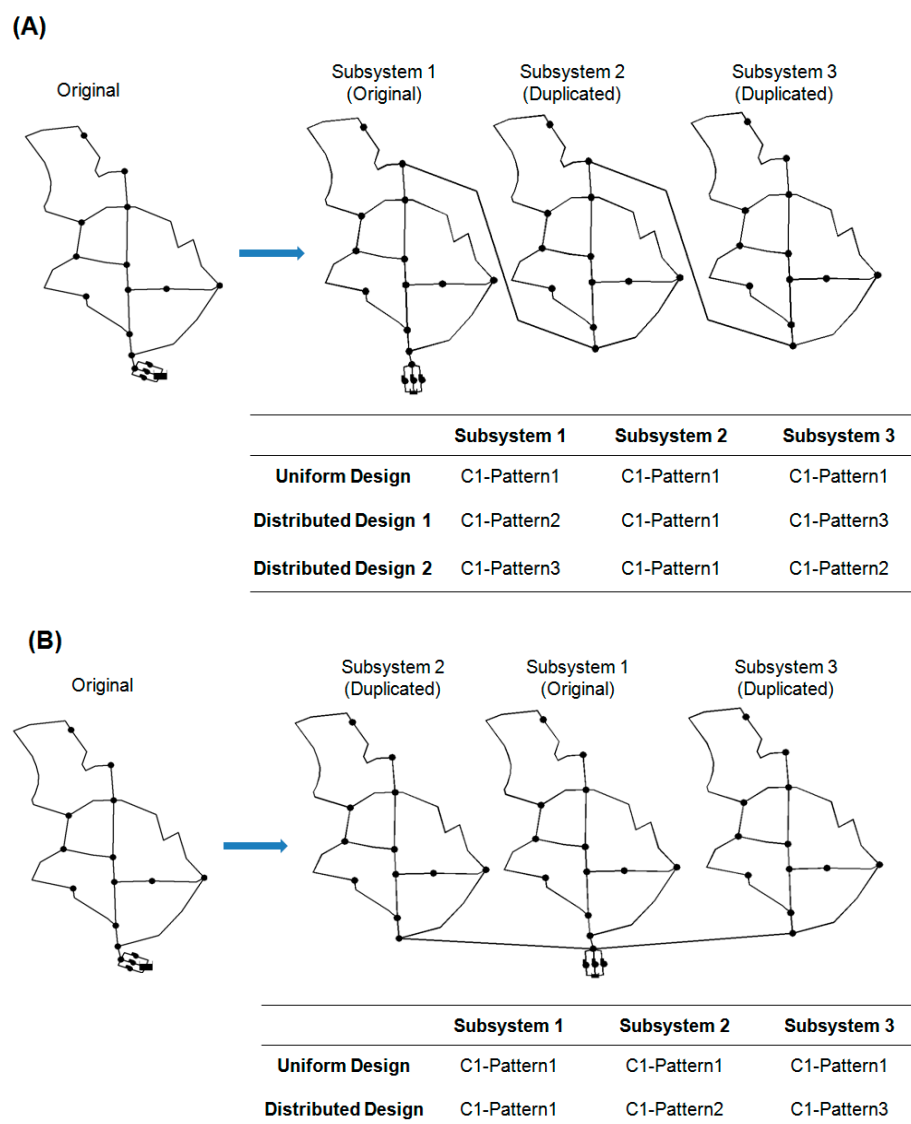 (A)
Original
Subsystem 1
(Original)
Subsystem 2
(Duplicated)
Subsystem 3
(Duplicated)
Subsystem 1 Subsystem 2 Subsystem 3
Uniform Design C1-Pattern1 C1-Pattern1 C1-Pattern1
Distributed Design 1 C1-Pattern2 C1-Pattern1 C1-Pattern3
Distributed Design 2 C1-Pattern3 C1-Pattern1 C1-Pattern2
(B)
Original
Subsystem 2
(Duplicated)
Subsystem 1
(Original)
Subsystem 3
(Duplicated)
Subsystem 1 Subsystem 2 Subsystem 3
Uniform Design C1-Pattern1 C1-Pattern1 C1-Pattern1
Distributed Design C1-Pattern1 C1-Pattern2 C1-Pattern3